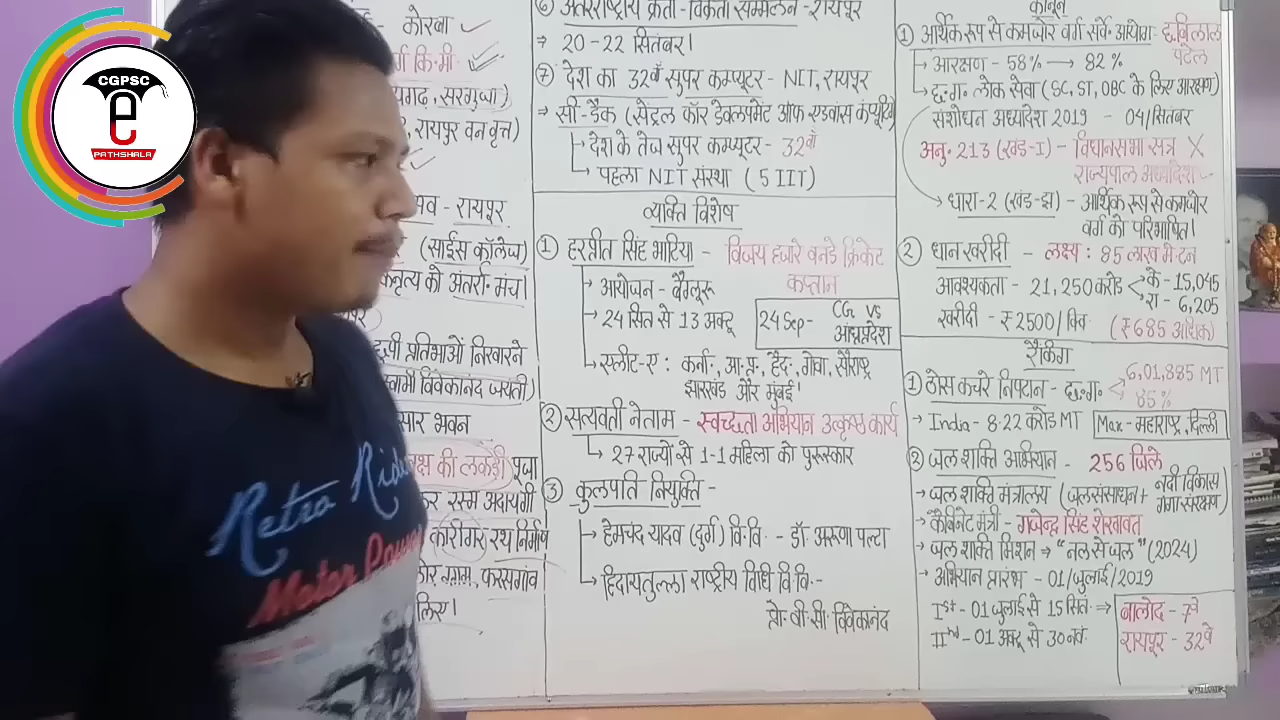 CGPSC
e
PATHSHALA
Retro Ride
Motor Power
कोरबा
कि·मी·
रायपुर वन वृत्त)
रायपुर
(साईंस कॉलेज)
को अंतर्रा· मंच।
प्रतिभाओं निखारने
विवेकानंद जयंती)
भवन
की लकड़ी) पूजा
रस्म अदायगी
(कारीगर) रथ निर्माण
ग्राम, फरसगांव
लिए।
⑥ अंतर्राष्ट्रीय क्रेता-विक्रेता सम्मेलन - रायपुर
→ 20-22 सितंबर।
⑦ देश का 32वाँ सुपर कम्प्यूटर - NIT, रायपुर
→ सी-डैक (सेंट्रल फॉर डेवलपमेंट ऑफ एडवांस कंप्यूटिंग)
→ देश के तेज सुपर कम्प्यूटर - 32वाँ
→ पहला NIT संस्था (5 IIT)
व्यक्ति विशेष
① हरप्रीत सिंह भाटिया - विजय हजारे वनडे क्रिकेट
कप्तान
→ आयोजन - बैंगलूरू
→ 24 सित से 13 अक्टू
24 Sep - CG vs
आंध्रप्रदेश
→ एलीट-ए : कर्ना·, आ·प्र·, हैद·, गोवा, सौराष्ट्र
झारखंड और मुंबई।
② सत्यवती नेताम - स्वच्छता अभियान उत्कृष्ठ कार्य
→ 27 राज्यों से 1-1 महिला को पुरूस्कार
③ कुलपति नियुक्ति -
→ हेमचंद यादव (दुर्ग) वि·वि· - डॉ· अरूणा पल्टा
→ हिदायतुल्ला राष्ट्रीय विधि वि·वि·-
प्रो· वी·सी· विवेकानंद
कानून
① आर्थिक रूप से कमजोर वर्ग सर्वे· आयोग:
पटेल
→ आरक्षण - 58% → 82%
→ छ·ग· लोक सेवा (SC, ST, OBC के लिए आरक्षण)
संशोधन अध्यादेश 2019 - 04/सितंबर
अनु· 213 (खंड-I) - विधानसभा सत्र X
राज्यपाल अध्यादेश
→ धारा-2 (खंड-झ) - आर्थिक रूप से कमजोर
वर्ग को परिभाषित।
② धान खरीदी - लक्ष्य : 85 लाख मे·टन
आवश्यकता - 21,250 करोड़ < के - 15,045
रा - 6,205
खरीदी - ₹2500/क्वि· (₹685 अधिक)
रैंकिंग
① ठोस कचरे निपटान - छ·ग· < 6,01,885 MT
85%
→ India - 8.22 करोड़ MT
Max - महाराष्ट्र, दिल्ली
② जल शक्ति अभियान - 256 जिले
→ जल शक्ति मंत्रालय (जलसंसाधन + नदी विकास
गंगा संरक्षण)
→ कैबिनेट मंत्री - गजेन्द्र सिंह शेखावत
→ जल शक्ति मिशन ⇒ "नल से जल" (2024)
→ अभियान प्रारंभ - 01/जुलाई/2019
Ist - 01 जुलाई से 15 सित· ⇒
IInd - 01 अक्टू से 30 नव·
बालोद - 7वें
रायपुर - 32वें